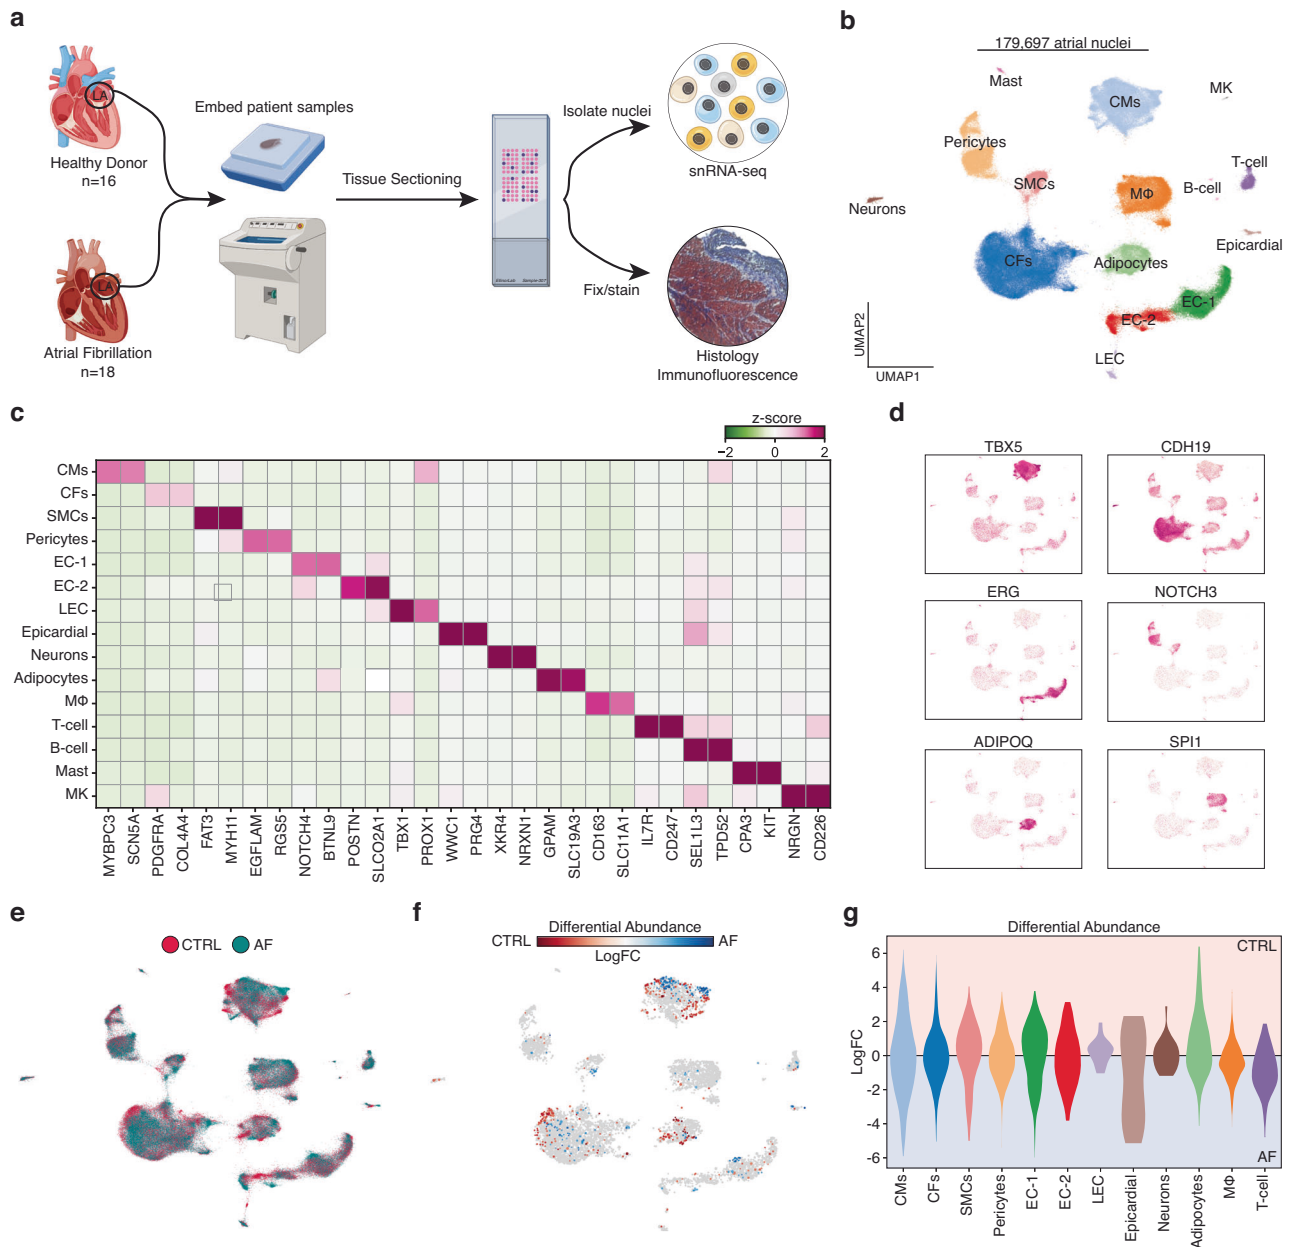 a
LA
Healthy Donor
n=16
LA
Atrial Fibrillation
n=18
Embed patient samples
Tissue Sectioning
Isolate nuclei
snRNA-seq
Fix/stain
Histology
Immunofluorescence
b
179,697 atrial nuclei
Mast
CMs
MK
Pericytes
T-cell
SMCs
MΦ
B-cell
Neurons
Epicardial
CFs
Adipocytes
EC-1
EC-2
LEC
UMAP2
UMAP1
c
z-score
−2 0 2
CMs
CFs
SMCs
Pericytes
EC-1
EC-2
LEC
Epicardial
Neurons
Adipocytes
MΦ
T-cell
B-cell
Mast
MK
MYBPC3
SCN5A
PDGFRA
COL4A4
FAT3
MYH11
EGFLAM
RGS5
NOTCH4
BTNL9
POSTN
SLCO2A1
TBX1
PROX1
WWC1
PRG4
XKR4
NRXN1
GPAM
SLC19A3
CD163
SLC11A1
IL7R
CD247
SEL1L3
TPD52
CPA3
KIT
NRGN
CD226
d
TBX5
CDH19
ERG
NOTCH3
ADIPOQ
SPI1
e
CTRL AF
f
Differential Abundance
CTRL AF
LogFC
g
Differential Abundance
CTRL
AF
LogFC
6
4
2
0
-2
-4
-6
CMs
CFs
SMCs
Pericytes
EC-1
EC-2
LEC
Epicardial
Neurons
Adipocytes
MΦ
T-cell